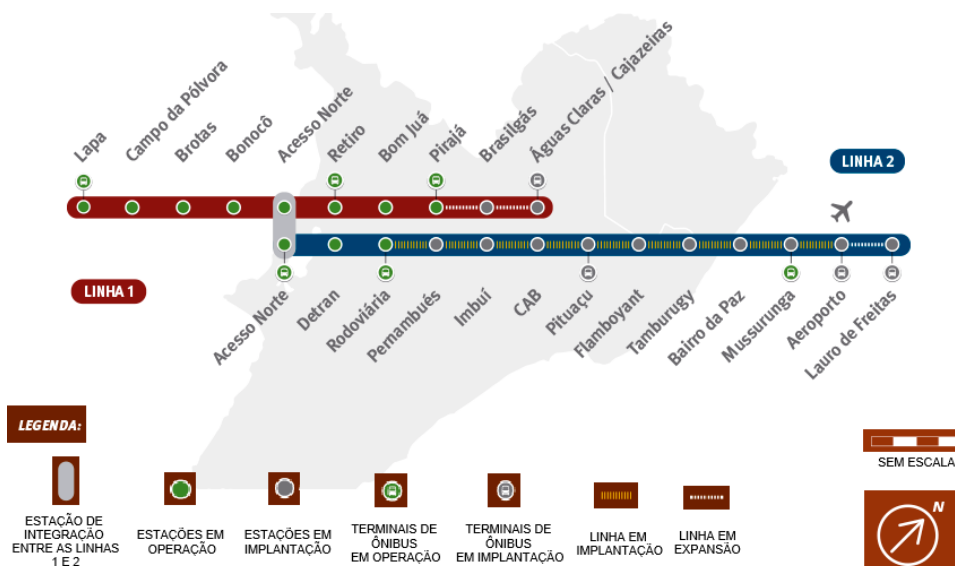 Lapa
Campo da Pólvora
Brotas
Bonocô
Acesso Norte
Retiro
Bom Juá
Pirajá
Brasilgás
Águas Claras / Cajazeiras
LINHA 2
LINHA 1
Acesso Norte
Detran
Rodoviária
Pernambués
Imbuí
CAB
Pituaçu
Flamboyant
Tamburugy
Bairro da Paz
Mussurunga
Aeroporto
Lauro de Freitas
LEGENDA:
ESTAÇÃO DE
INTEGRAÇÃO
ENTRE AS LINHAS
1 E 2
ESTAÇÕES EM
OPERAÇÃO
ESTAÇÕES EM
IMPLANTAÇÃO
TERMINAIS DE
ÔNIBUS
EM OPERAÇÃO
TERMINAIS DE
ÔNIBUS
EM IMPLANTAÇÃO
LINHA EM
IMPLANTAÇÃO
LINHA EM
EXPANSÃO
SEM ESCALA
N